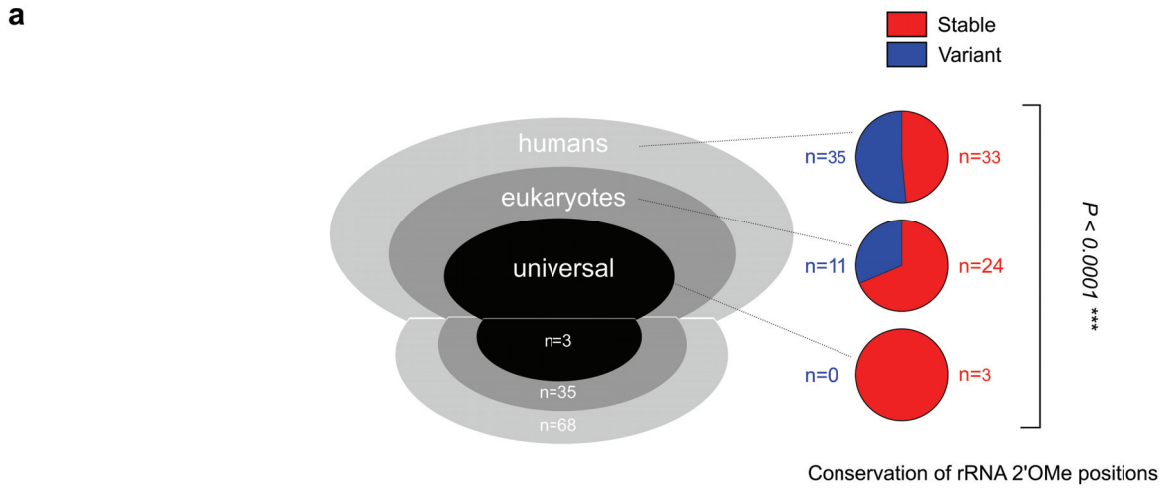 a
Stable
Variant
humans
n=35
n=33
eukaryotes
n=11
n=24
universal
n=0
n=3
n=3
n=35
n=68
P < 0.0001 ***
Conservation of rRNA 2'OMe positions